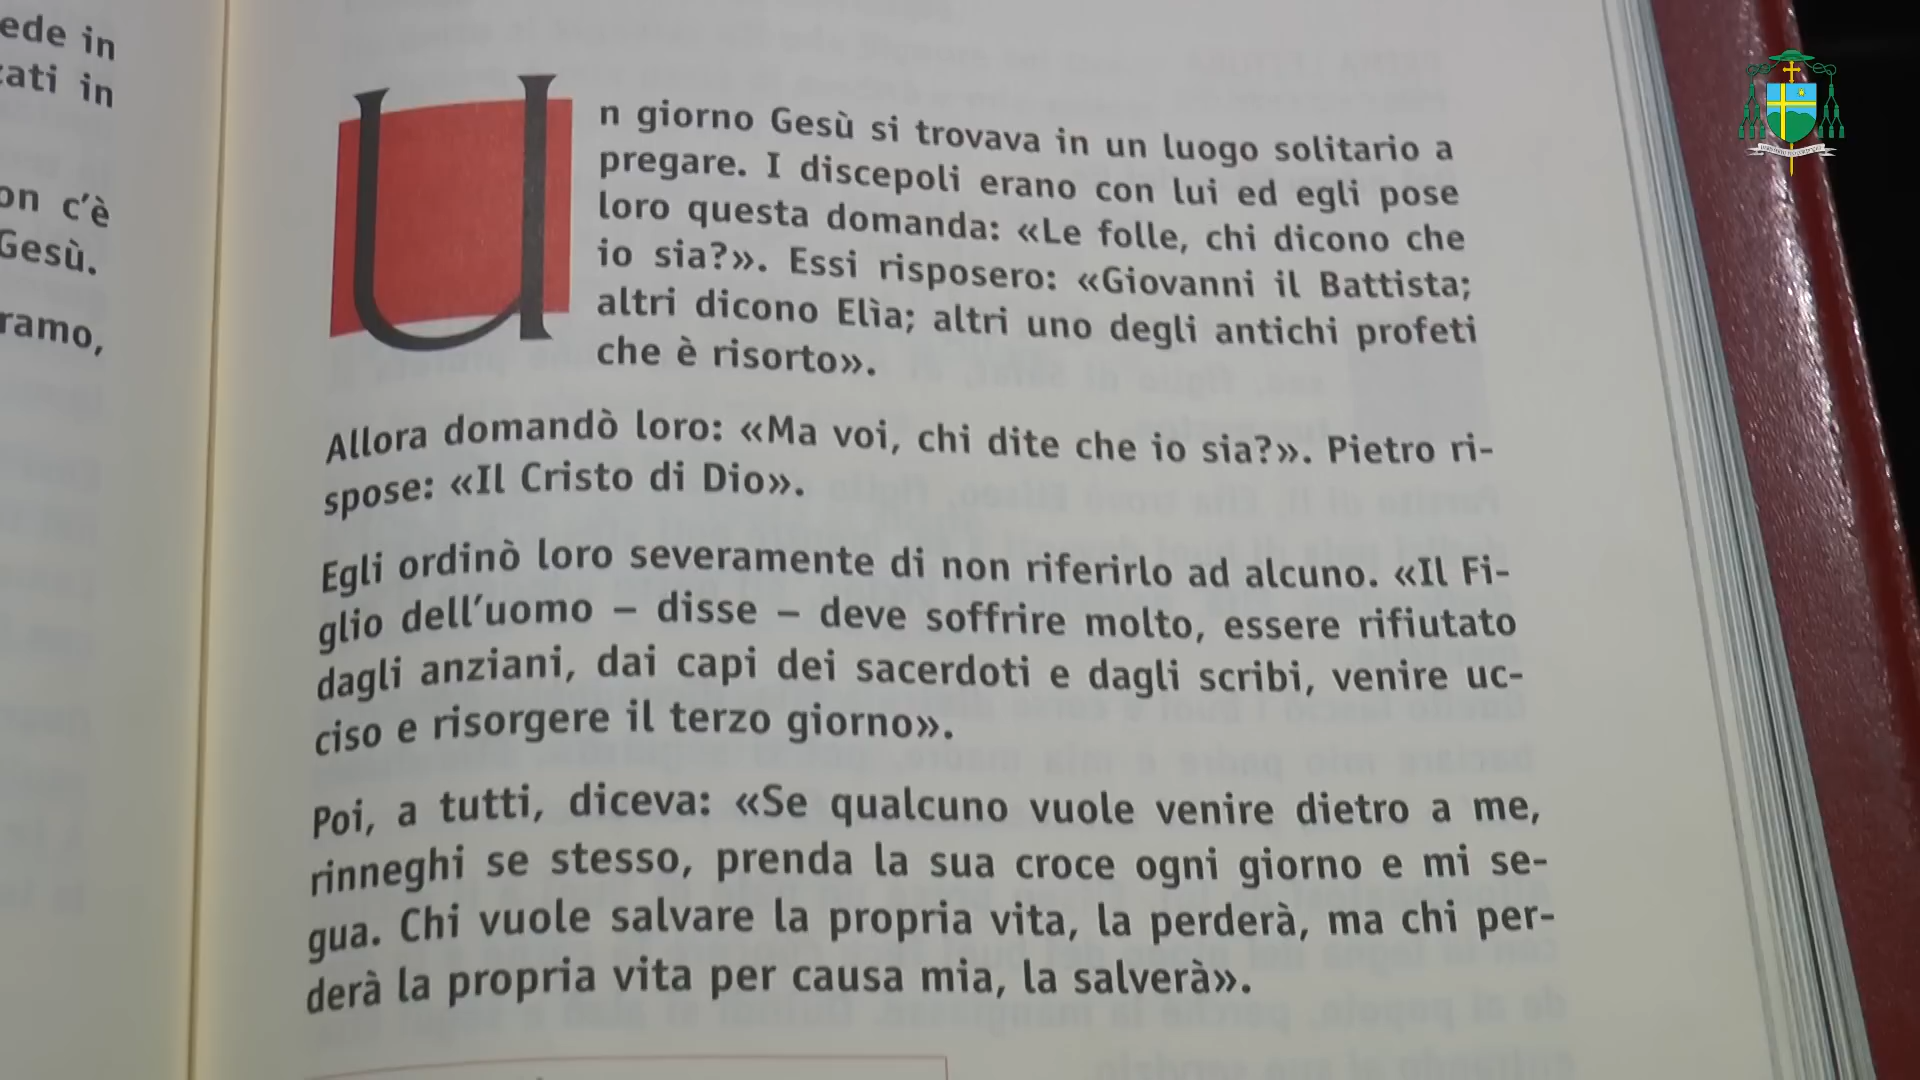 ede in
ati in
on c'è
Gesù.
ramo,
Un giorno Gesù si trovava in un luogo solitario a
pregare. I discepoli erano con lui ed egli pose
loro questa domanda: «Le folle, chi dicono che
io sia?». Essi risposero: «Giovanni il Battista;
altri dicono Elìa; altri uno degli antichi profeti
che è risorto».
Allora domandò loro: «Ma voi, chi dite che io sia?». Pietro ri-
spose: «Il Cristo di Dio».
Egli ordinò loro severamente di non riferirlo ad alcuno. «Il Fi-
glio dell'uomo – disse – deve soffrire molto, essere rifiutato
dagli anziani, dai capi dei sacerdoti e dagli scribi, venire uc-
ciso e risorgere il terzo giorno».
Poi, a tutti, diceva: «Se qualcuno vuole venire dietro a me,
rinneghi se stesso, prenda la sua croce ogni giorno e mi se-
gua. Chi vuole salvare la propria vita, la perderà, ma chi per-
derà la propria vita per causa mia, la salverà».